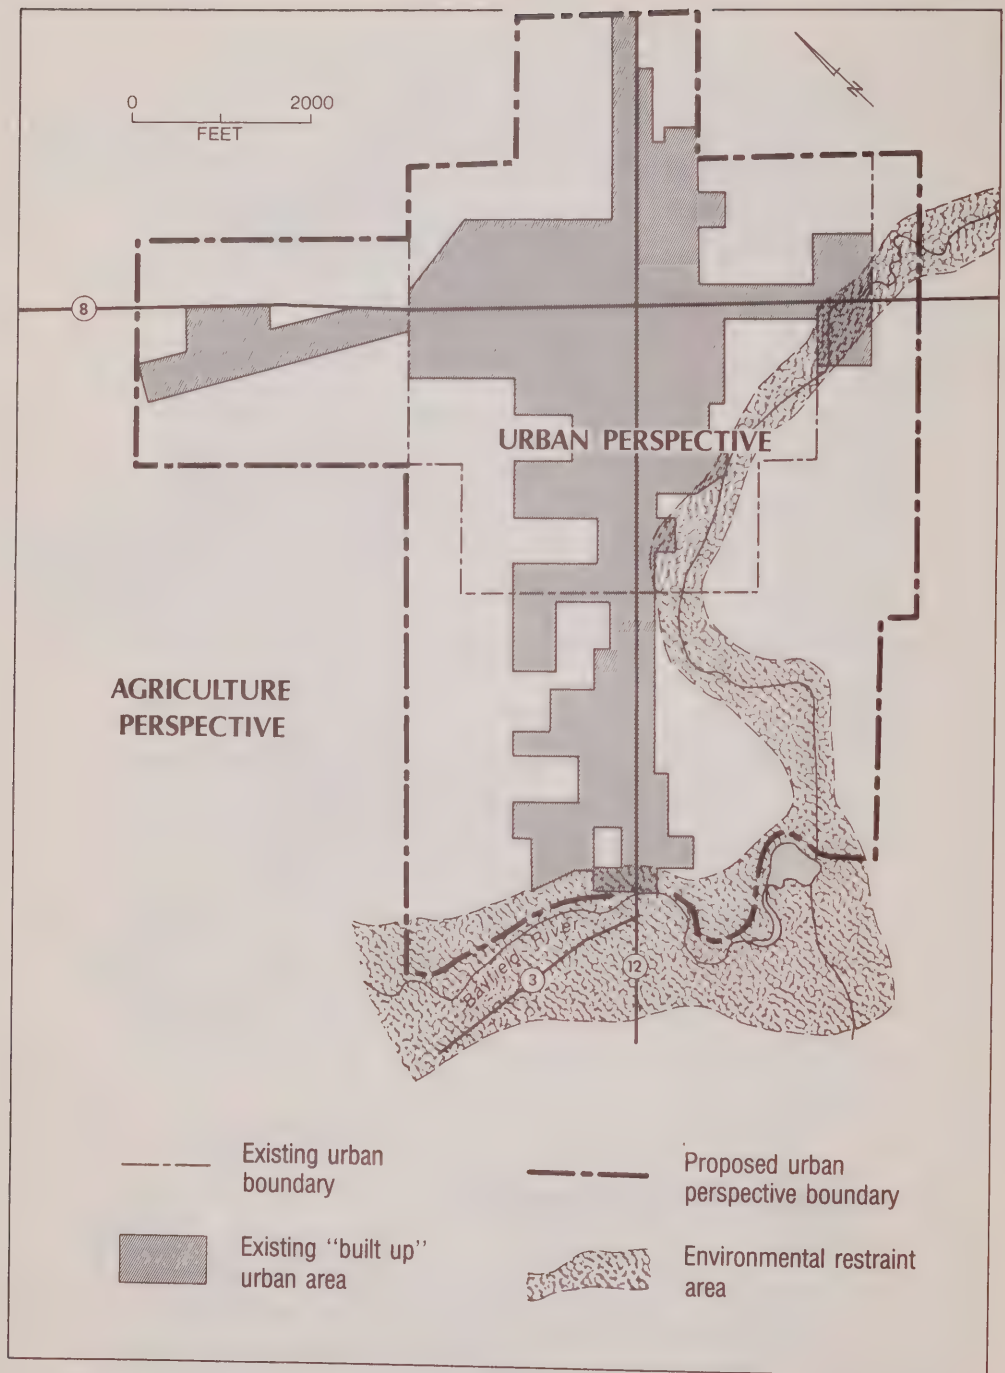 0 2000
FEET
N
8
URBAN PERSPECTIVE
AGRICULTURE
PERSPECTIVE
Bayfield River
3
12
Existing urban
boundary
Proposed urban
perspective boundary
Existing "built up"
urban area
Environmental restraint
area